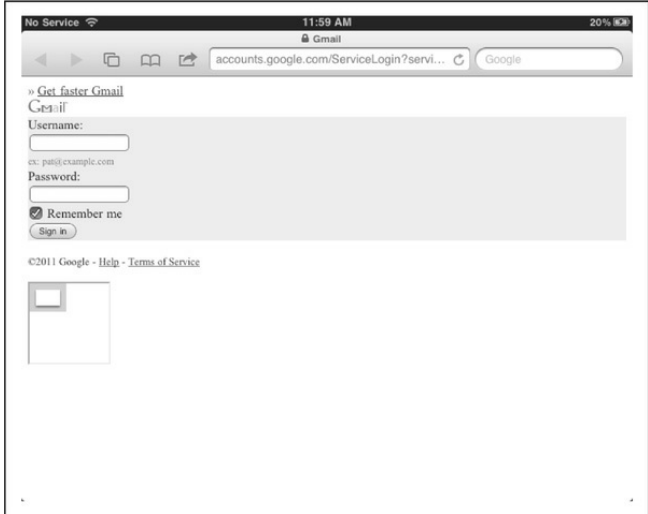 No Service 11:59 AM 20%
Gmail
accounts.google.com/ServiceLogin?servi... Google
» Get faster Gmail
Gmail
Username:
ex: pat@example.com
Password:
Remember me
Sign in
©2011 Google - Help - Terms of Service